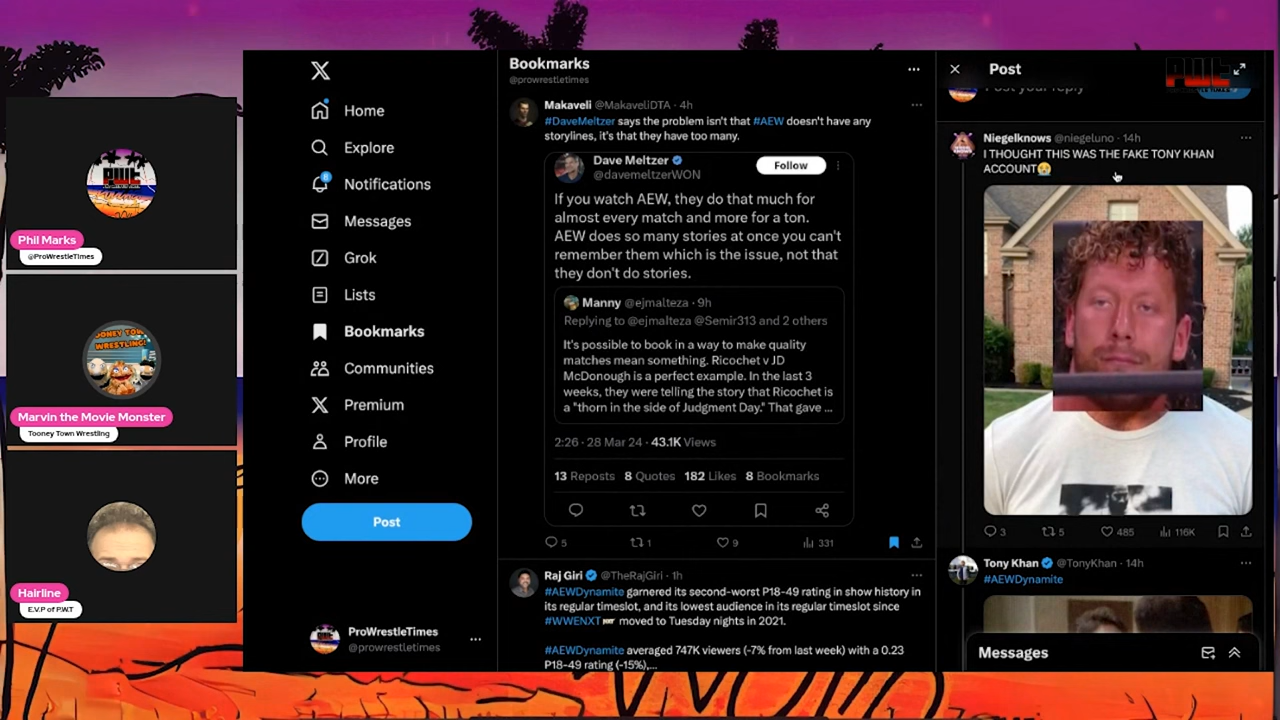 PWT
Phil Marks
@ProWrestleTimes
TOONEY TOWN
WRESTLING!
Marvin the Movie Monster
Tooney Town Wrestling
Hairline
E.V.P of P.W.T
Home
Explore
8
Notifications
Messages
Grok
Lists
Bookmarks
Communities
Premium
Profile
More
Post
ProWrestleTimes
@prowrestletimes
Bookmarks
@prowrestletimes
Makaveli @MakaveliDTA · 4h
#DaveMeltzer says the problem isn't that #AEW doesn't have any
storylines, it's that they have too many.
Dave Meltzer
@davemeltzerWON
Follow
If you watch AEW, they do that much for
almost every match and more for a ton.
AEW does so many stories at once you can't
remember them which is the issue, not that
they don't do stories.
Manny @ejmalteza · 9h
Replying to @ejmalteza @Semir313 and 2 others
It's possible to book in a way to make quality
matches mean something. Ricochet v JD
McDonough is a perfect example. In the last 3
weeks, they were telling the story that Ricochet is
a "thorn in the side of Judgment Day." That gave ...
2:26 · 28 Mar 24 · 43.1K Views
13 Reposts 8 Quotes 182 Likes 8 Bookmarks
5 1 9 331
Raj Giri @TheRajGiri · 1h
#AEWDynamite garnered its second-worst P18-49 rating in show history in
its regular timeslot, and its lowest audience in its regular timeslot since
#WWENXT moved to Tuesday nights in 2021.
#AEWDynamite averaged 747K viewers (-7% from last week) with a 0.23
P18-49 rating (-15%),...
Post
PWT
Post your reply
Niegelknows @niegeluno · 14h
I THOUGHT THIS WAS THE FAKE TONY KHAN
ACCOUNT😭
3 5 485 116K
Tony Khan @TonyKhan · 14h
#AEWDynamite
Messages